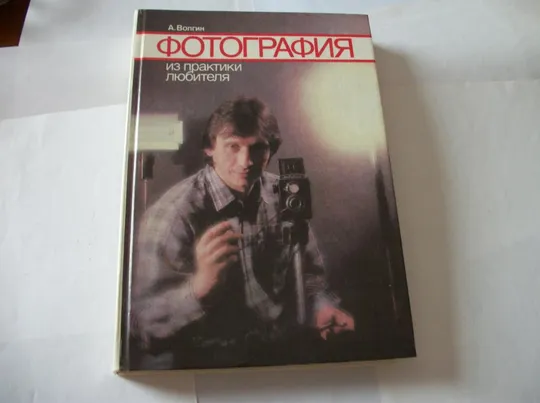 А. Волгин
ФОТОГРАФИЯ
из практики
любителя